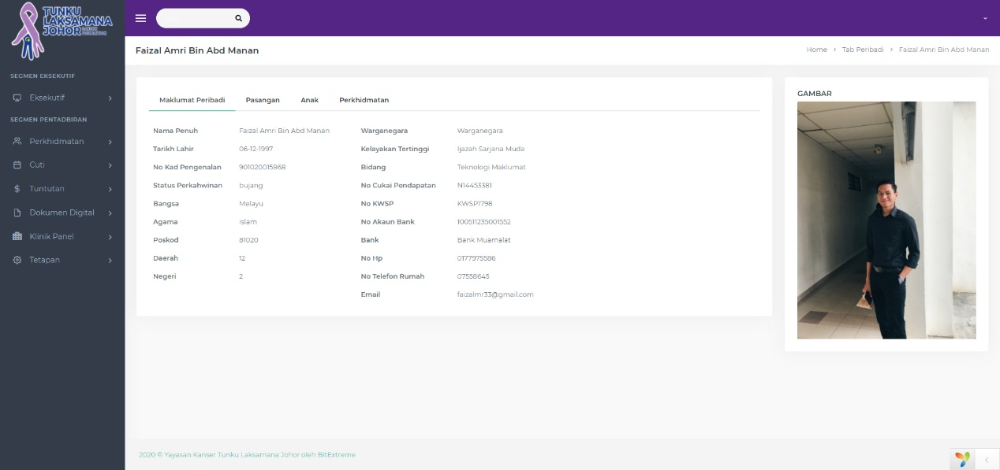 TUNKU
LAKSAMANA
JOHOR
SEGMEN EKSEKUTIF
Eksekutif
SEGMEN PENTADBIRAN
Perkhidmatan
Cuti
Tuntutan
Dokumen Digital
Klinik Panel
Tetapan
Faizal Amri Bin Abd Manan
Home > Tab Peribadi > Faizal Amri Bin Abd Manan
Maklumat Peribadi Pasangan Anak Perkhidmatan
Nama Penuh Faizal Amri Bin Abd Manan Warganegara Warganegara
Tarikh Lahir 06-12-1997 Kelayakan Tertinggi Ijazah Sarjana Muda
No Kad Pengenalan 901020015868 Bidang Teknologi Maklumat
Status Perkahwinan bujang No Cukai Pendapatan N14453381
Bangsa Melayu No KWSP KWSP1798
Agama Islam No Akaun Bank 100511235001552
Poskod 81020 Bank Bank Muamalat
Daerah 12 No Hp 0177975586
Negeri 2 No Telefon Rumah 07558645
Email faizalmr33@gmail.com
GAMBAR
2020 © Yayasan Kanser Tunku Laksamana Johor oleh BitExtreme